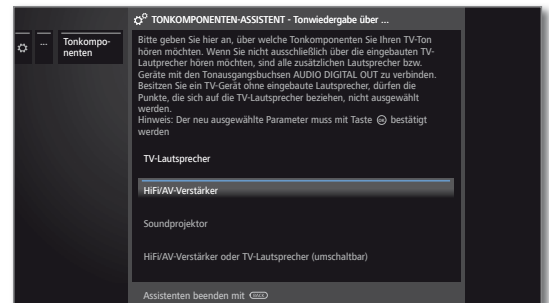 TONKOMPONENTEN-ASSISTENT - Tonwiedergabe über ...
... Tonkompo-
nenten
Bitte geben Sie hier an, über welche Tonkomponenten Sie Ihren TV-Ton
hören möchten. Wenn Sie nicht ausschließlich über die eingebauten TV-
Lautprecher hören möchten, sind alle zusätzlichen Lautsprecher bzw.
Geräte mit den Tonausgangsbuchsen AUDIO DIGITAL OUT zu verbinden.
Besitzen Sie ein TV-Gerät ohne eingebaute Lautsprecher, dürfen die
Punkte, die sich auf die TV-Lautsprecher beziehen, nicht ausgewählt
werden.
Hinweis: Der neu ausgewählte Parameter muss mit Taste OK bestätigt
werden
TV-Lautsprecher
HiFi/AV-Verstärker
Soundprojektor
HiFi/AV-Verstärker oder TV-Lautsprecher (umschaltbar)
Assistenten beenden mit BACK